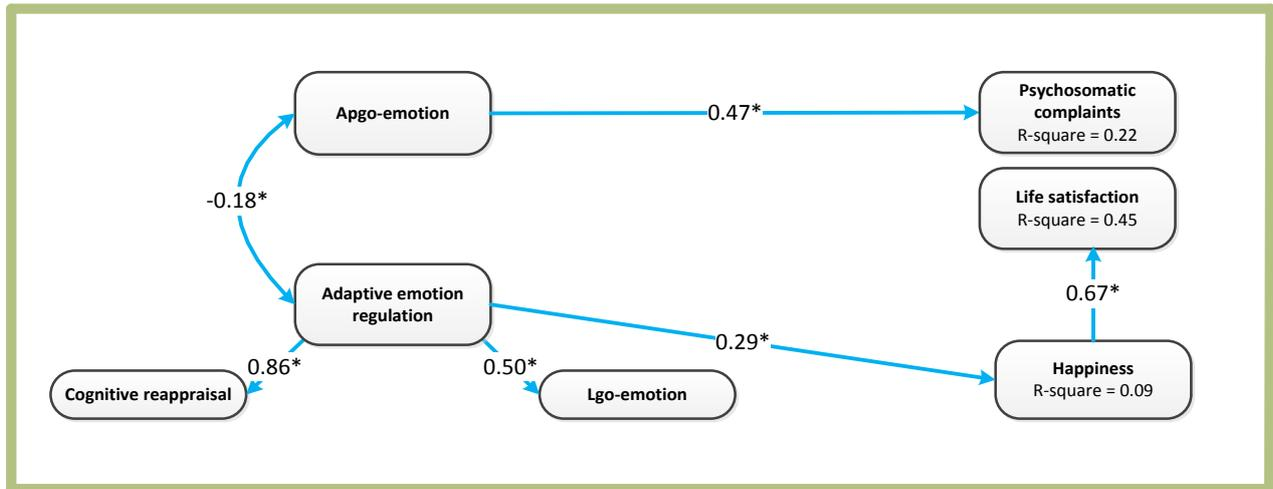 Apgo-emotion
0.47*
Psychosomatic
complaints
R-square = 0.22
-0.18*
Life satisfaction
R-square = 0.45
Adaptive emotion
regulation
0.67*
0.29*
0.86*
0.50*
Happiness
R-square = 0.09
Cognitive reappraisal
Lgo-emotion